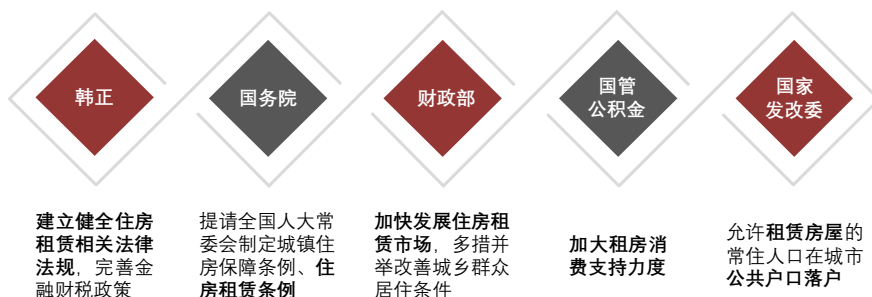 韩正
国务院
财政部
国管
公积金
国家
发改委
建立健全住房
租赁相关法律
法规，完善金
融财税政策
提请全国人大常
委会制定城镇住
房保障条例、住
房租赁条例
加快发展住房租
赁市场，多措并
举改善城乡群众
居住条件
加大租房消
费支持力度
允许租赁房屋的
常住人口在城市
公共户口落户